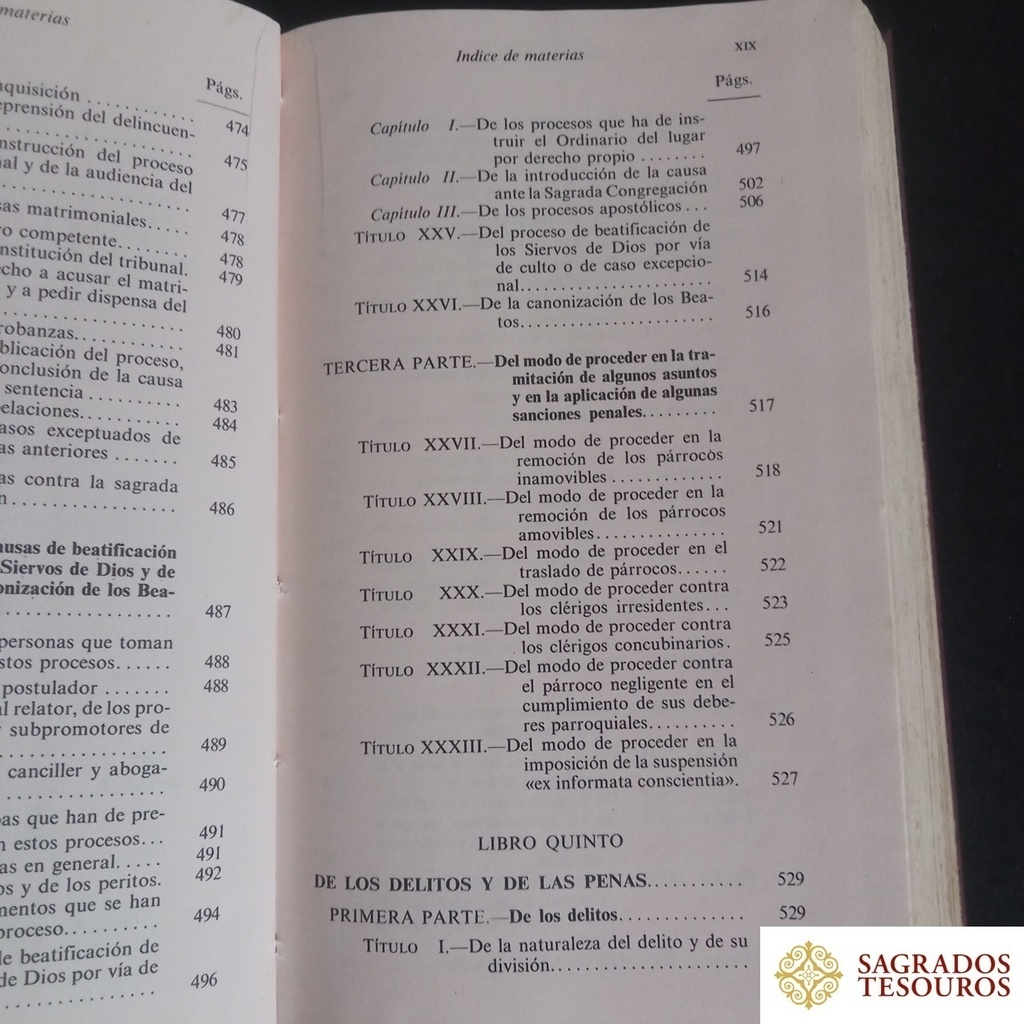 materias
Págs.
quisición .......... 474
prensión del delincuen-
strucción del proceso 475
al y de la audiencia del
477
as matrimoniales..... 478
o competente....... 478
nstitución del tribunal. 479
echo a acusar el matri-
y a pedir dispensa del
480
robanzas.......... 481
blicación del proceso,
onclusión de la causa
sentencia .......... 483
elaciones.......... 484
asos exceptuados de
as anteriores ....... 485
as contra la sagrada
n................ 486
usas de beatificación
Siervos de Dios y de
onización de los Bea-
487
personas que toman
stos procesos...... 488
postulador ....... 488
l relator, de los pro-
subpromotores de
489
canciller y aboga-
490
as que han de pre-
n estos procesos... 491
as en general..... 491
os y de los peritos. 492
mentos que se han
proceso.......... 494
de beatificación de
de Dios por vía de
496
Indice de materias XIX
Págs.
Capítulo I.—De los procesos que ha de ins-
truir el Ordinario del lugar
por derecho propio ........ 497
Capítulo II.—De la introducción de la causa
ante la Sagrada Congregación 502
Capítulo III.—De los procesos apostólicos ... 506
TÍTULO XXV.—Del proceso de beatificación de
los Siervos de Dios por vía
de culto o de caso excepcio-
nal...................... 514
TÍTULO XXVI.—De la canonización de los Bea-
tos....................... 516
TERCERA PARTE.—Del modo de proceder en la tra-
mitación de algunos asuntos
y en la aplicación de algunas
sanciones penales......... 517
TÍTULO XXVII.—Del modo de proceder en la
remoción de los párrocos
inamovibles ............. 518
TÍTULO XXVIII.—Del modo de proceder en la
remoción de los párrocos
amovibles............... 521
TÍTULO XXIX.—Del modo de proceder en el
traslado de párrocos...... 522
TÍTULO XXX.—Del modo de proceder contra
los clérigos irresidentes... 523
TÍTULO XXXI.—Del modo de proceder contra
los clérigos concubinarios. 525
TÍTULO XXXII.—Del modo de proceder contra
el párroco negligente en el
cumplimiento de sus debe-
res parroquiales.......... 526
TÍTULO XXXIII.—Del modo de proceder en la
imposición de la suspensión
«ex informata conscientia». 527
LIBRO QUINTO
DE LOS DELITOS Y DE LAS PENAS........... 529
PRIMERA PARTE.—De los delitos.............. 529
TÍTULO I.—De la naturaleza del delito y de su
división.....................
SAGRADOS
TESOUROS